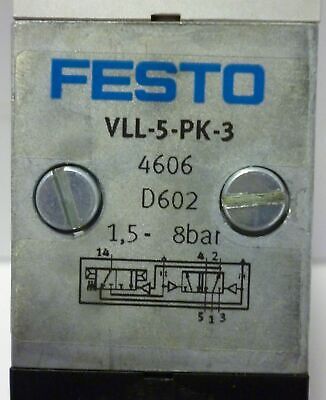 FESTO
VLL-5-PK-3
4606
D602
1,5- 8bar
14 4 2
5 1 3